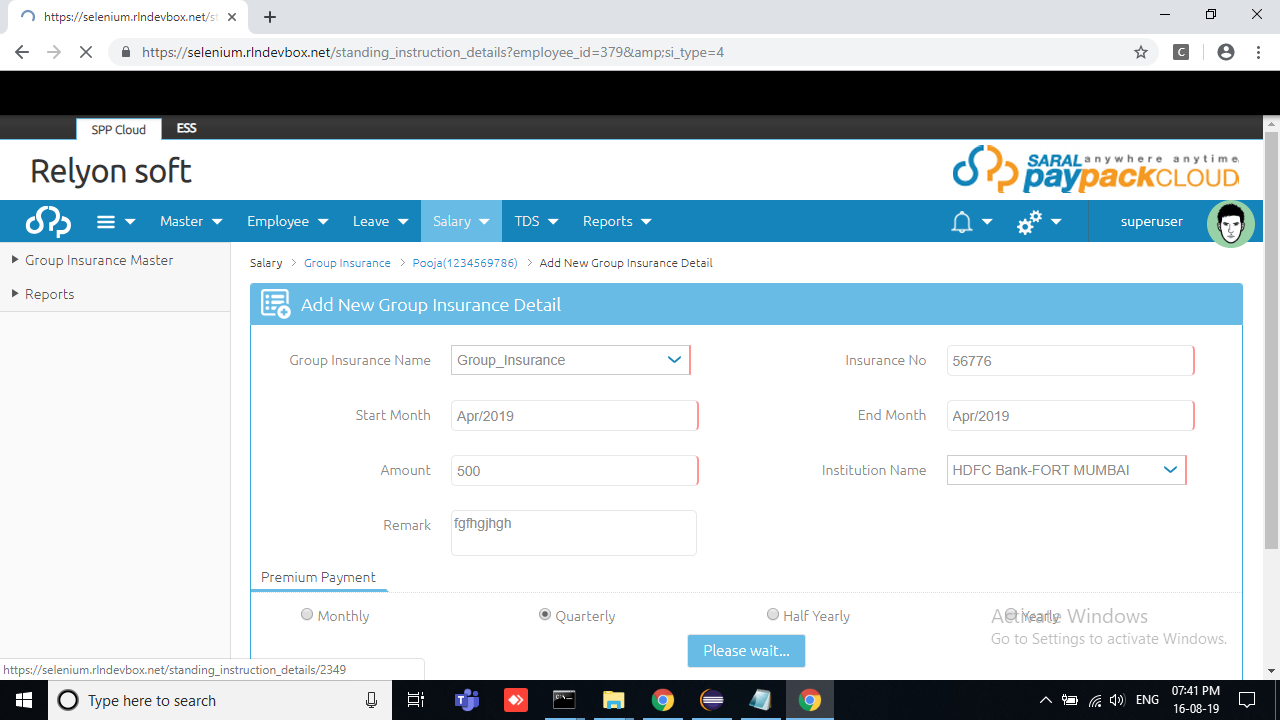 https://selenium.rlndevbox.net/st
https://selenium.rlndevbox.net/standing_instruction_details?employee_id=379&amp;si_type=4
C
SPP Cloud ESS
Relyon soft
SARAL anywhere anytime
paypackCLOUD
Master Employee Leave Salary TDS Reports superuser
Group Insurance Master
Reports
Salary > Group Insurance > Pooja(1234569786) > Add New Group Insurance Detail
Add New Group Insurance Detail
Group Insurance Name Group_Insurance Insurance No 56776
Start Month Apr/2019 End Month Apr/2019
Amount 500 Institution Name HDFC Bank-FORT MUMBAI
Remark fgfhgjhgh
Premium Payment
Monthly Quarterly Half Yearly Yearly
Activate Windows
Go to Settings to activate Windows.
Please wait...
https://selenium.rlndevbox.net/standing_instruction_details/2349
Type here to search
ENG
07:41 PM
16-08-19